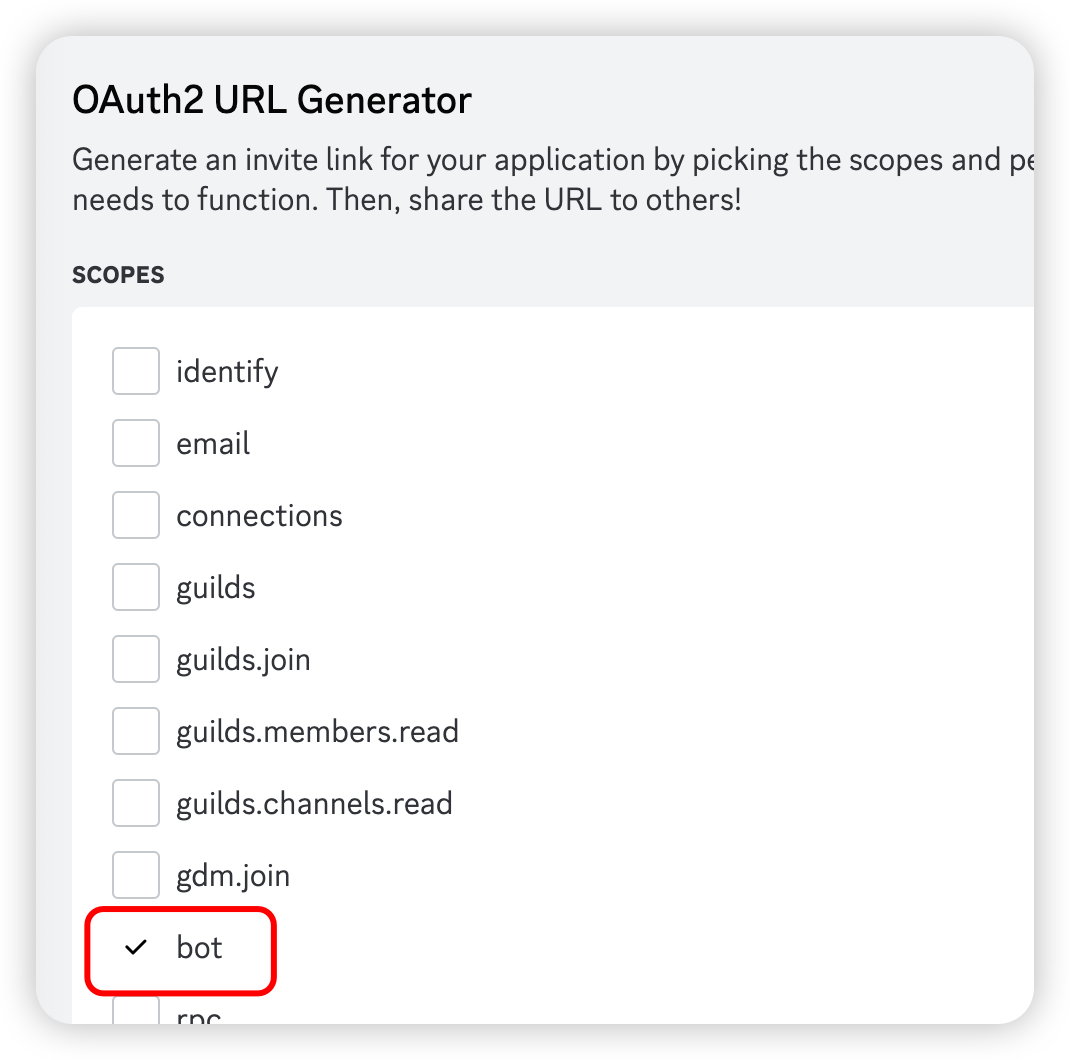 OAuth2 URL Generator
Generate an invite link for your application by picking the scopes and
needs to function. Then, share the URL to others!
SCOPES
identify
email
connections
guilds
guilds.join
guilds.members.read
guilds.channels.read
gdm.join
bot
rpc